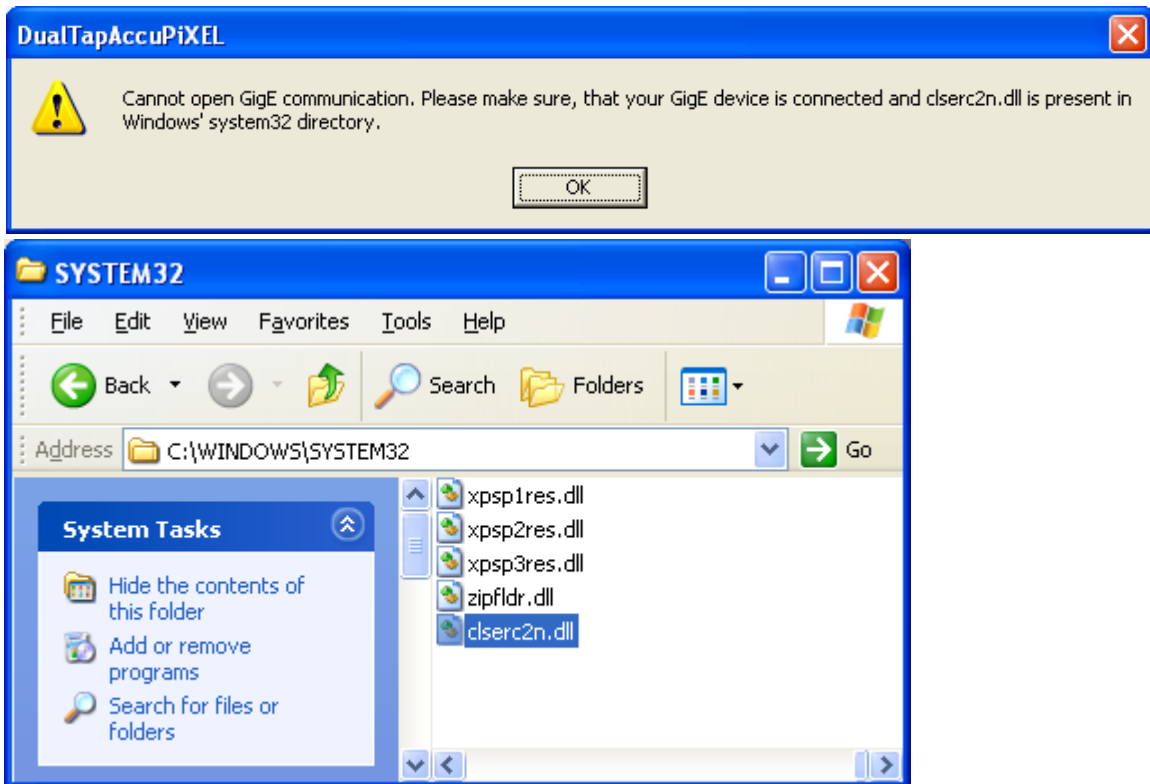 DualTapAccuPiXEL
Cannot open GigE communication. Please make sure, that your GigE device is connected and clserc2n.dll is present in
Windows' system32 directory.
OK
SYSTEM32
File Edit View Favorites Tools Help
Back Search Folders
Address C:\WINDOWS\SYSTEM32 Go
System Tasks
Hide the contents of
this folder
Add or remove
programs
Search for files or
folders
xpsp1res.dll
xpsp2res.dll
xpsp3res.dll
zipfldr.dll
clserc2n.dll